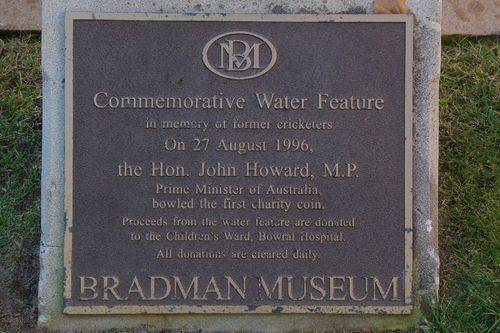 BM
Commemorative Water Feature
in memory of former cricketers
On 27 August 1996,
the Hon. John Howard, M.P.
Prime Minister of Australia,
bowled the first charity coin.
Proceeds from the water feature are donated
to the Children's Ward, Bowral Hospital.
All donations are cleared daily.
BRADMAN MUSEUM